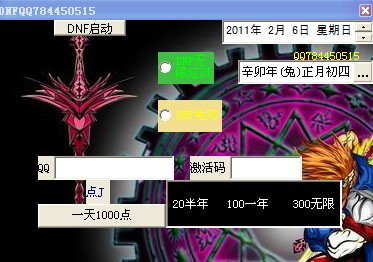 DNFQQ784450515
DNF启动
2011年 2月 6日 星期日
QQ784450515
辛卯年(兔)正月初四
...
QQ
激活码
点J
一天1000点
20半年 100一年 300无限